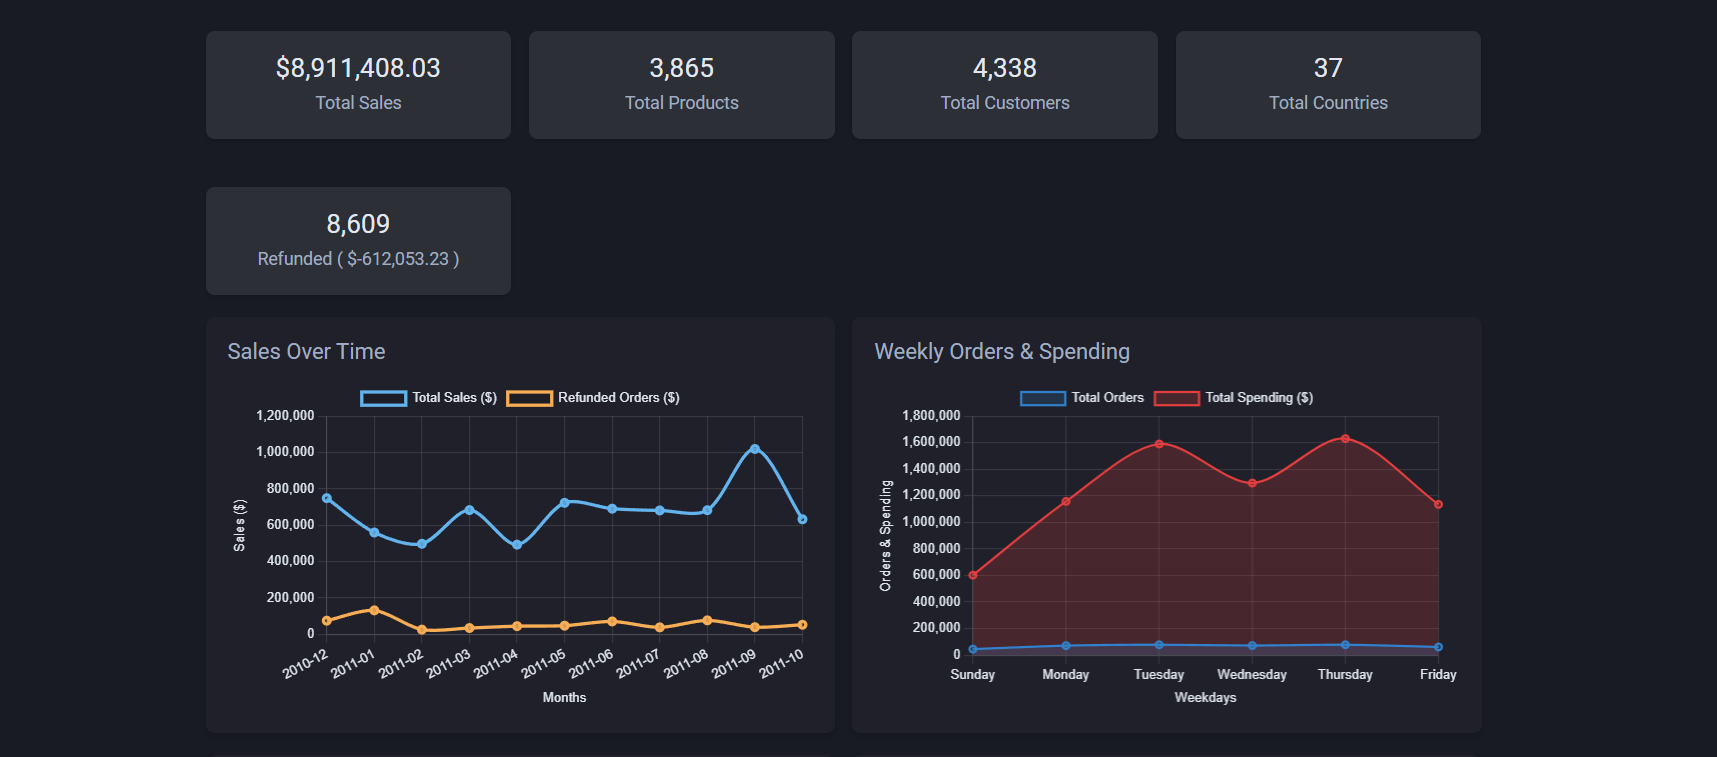 $8,911,408.03
Total Sales
3,865
Total Products
4,338
Total Customers
37
Total Countries
8,609
Refunded ( $-612,053.23 )
Sales Over Time
Total Sales ($) Refunded Orders ($)
1,200,000
1,000,000
800,000
600,000
400,000
200,000
0
Sales ($)
2010-12 2011-01 2011-02 2011-03 2011-04 2011-05 2011-06 2011-07 2011-08 2011-09 2011-10
Months
Weekly Orders & Spending
Total Orders Total Spending ($)
1,800,000
1,600,000
1,400,000
1,200,000
1,000,000
800,000
600,000
400,000
200,000
0
Orders & Spending
Sunday Monday Tuesday Wednesday Thursday Friday
Weekdays